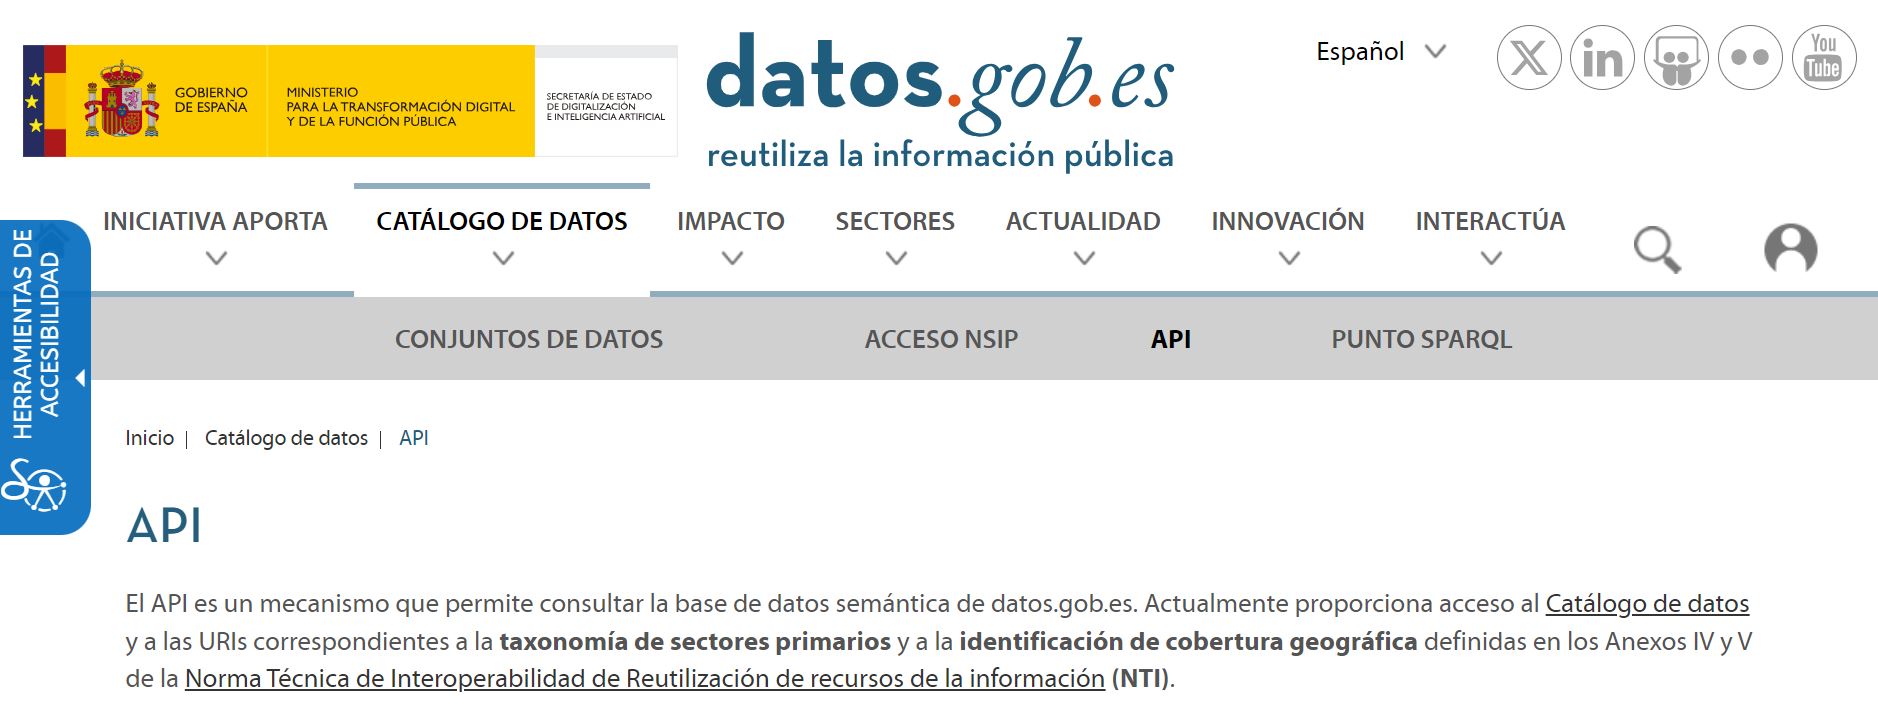 GOBIERNO
DE ESPAÑA
MINISTERIO
PARA LA TRANSFORMACIÓN DIGITAL
Y DE LA FUNCIÓN PÚBLICA
SECRETARÍA DE ESTADO
DE DIGITALIZACIÓN
E INTELIGENCIA ARTIFICIAL
datos.gob.es
reutiliza la información pública
Español
X
in
You
Tube
INICIATIVA APORTA
CATÁLOGO DE DATOS
IMPACTO
SECTORES
ACTUALIDAD
INNOVACIÓN
INTERACTÚA
HERRAMIENTAS DE
ACCESIBILIDAD
CONJUNTOS DE DATOS
ACCESO NSIP
API
PUNTO SPARQL
Inicio | Catálogo de datos | API
API
El API es un mecanismo que permite consultar la base de datos semántica de datos.gob.es. Actualmente proporciona acceso al Catálogo de datos
y a las URIs correspondientes a la taxonomía de sectores primarios y a la identificación de cobertura geográfica definidas en los Anexos IV y V
de la Norma Técnica de Interoperabilidad de Reutilización de recursos de la información (NTI).